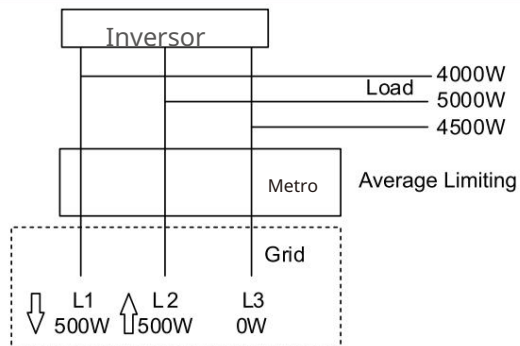 Inversor
4000W
Load
5000W
4500W
Metro
Average Limiting
Grid
L1 L2 L3
500W 500W 0W